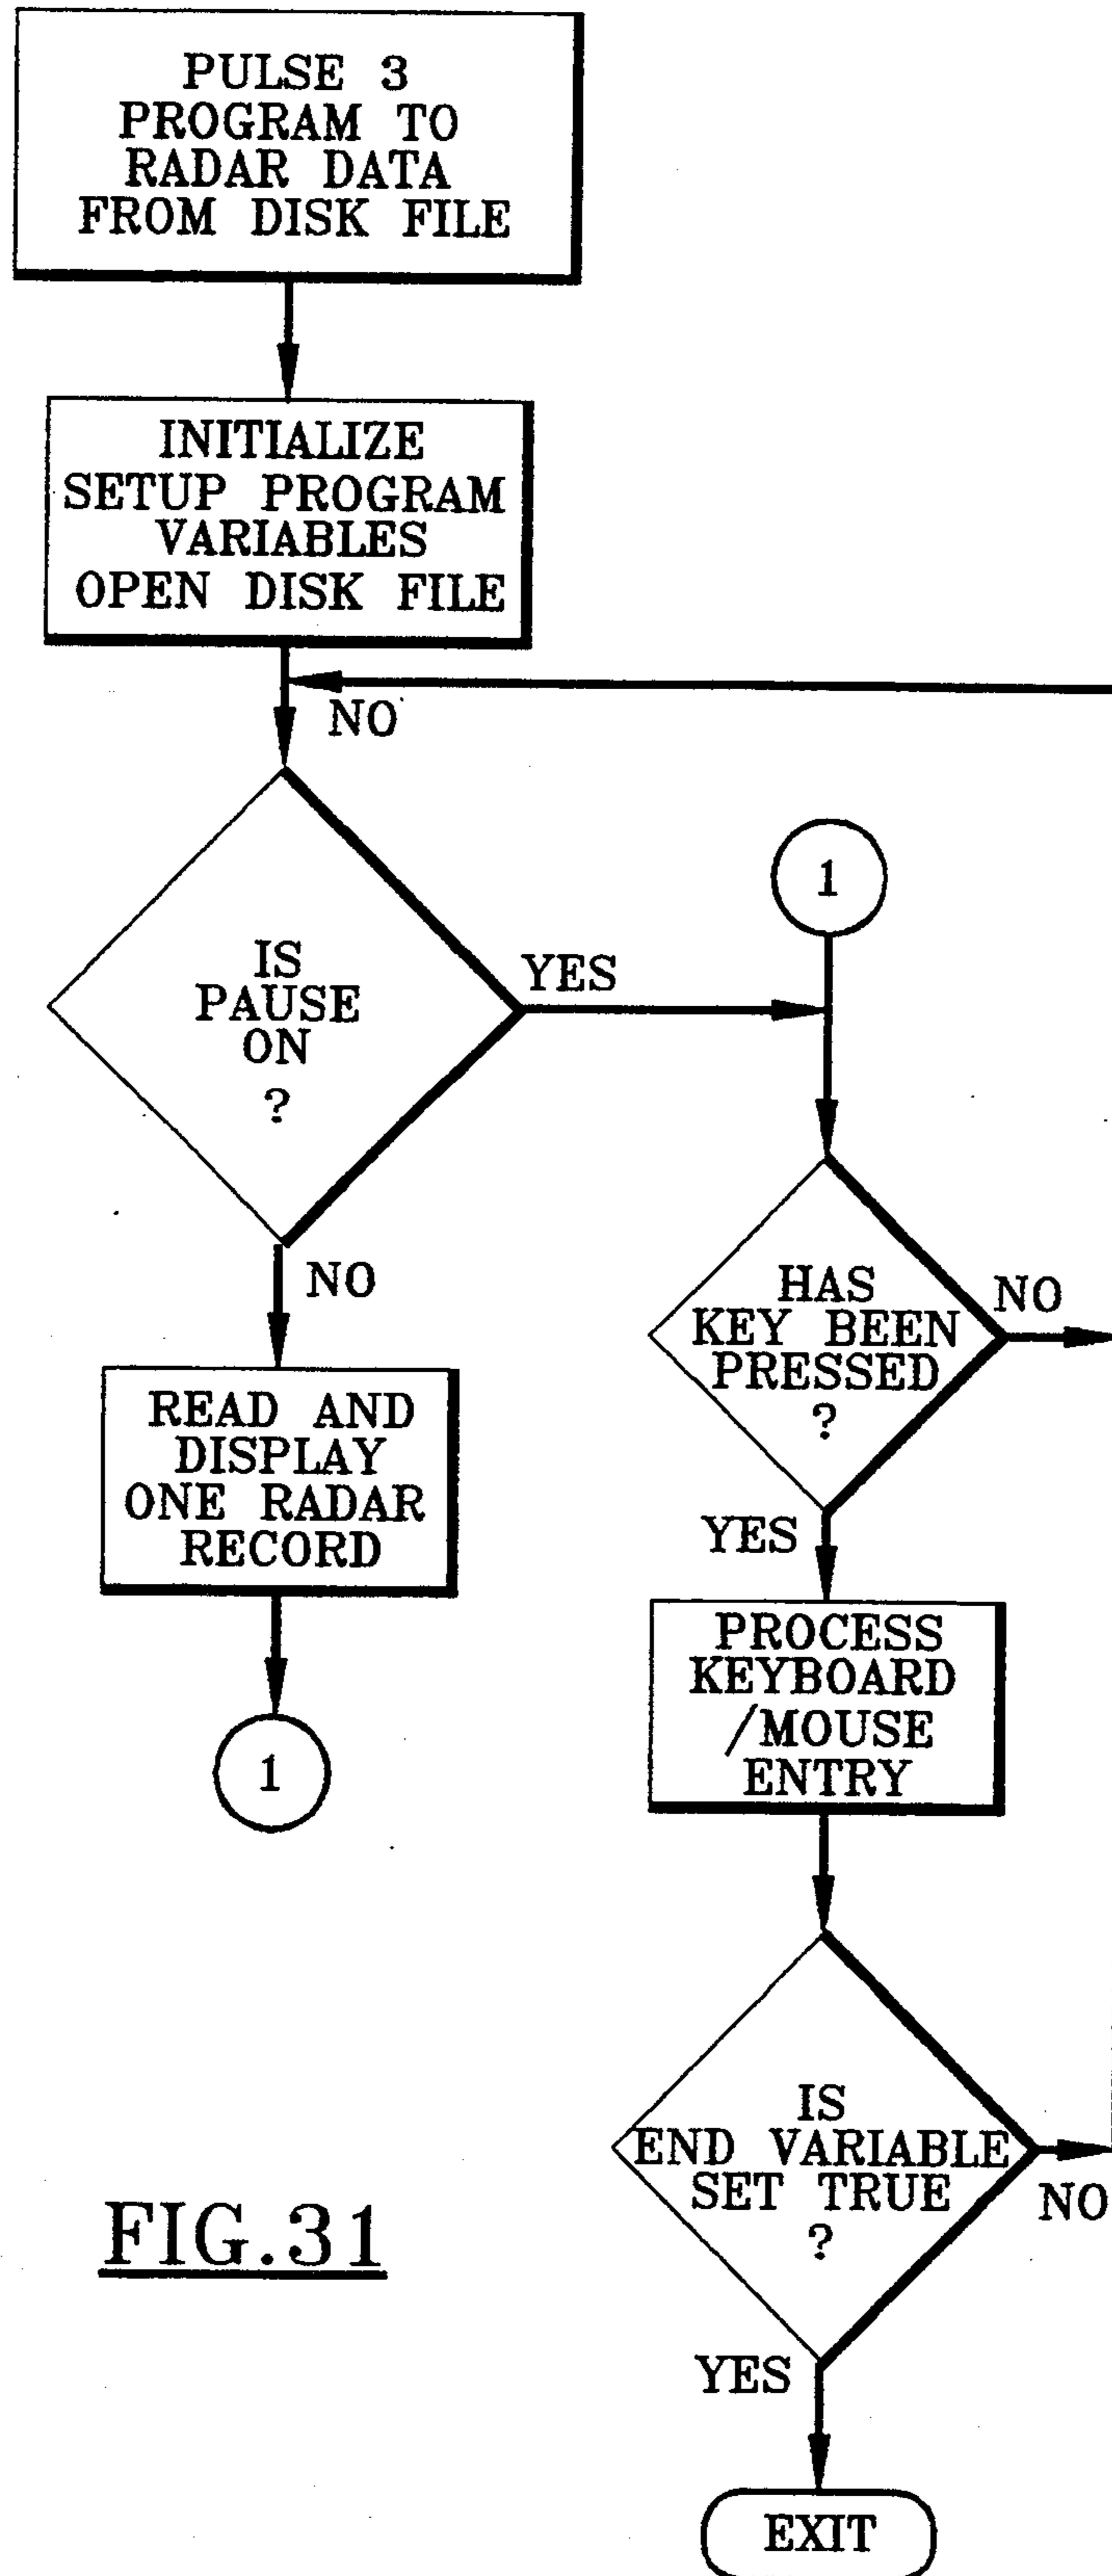 PULSE 3
PROGRAM TO
RADAR DATA
FROM DISK FILE
INITIALIZE
SETUP PROGRAM
VARIABLES
OPEN DISK FILE
NO
IS
PAUSE
ON
?
YES
NO
READ AND
DISPLAY
ONE RADAR
RECORD
1
1
HAS
KEY BEEN
PRESSED
?
NO
YES
PROCESS
KEYBOARD
/MOUSE
ENTRY
IS
END VARIABLE
SET TRUE
?
NO
YES
EXIT
FIG.31